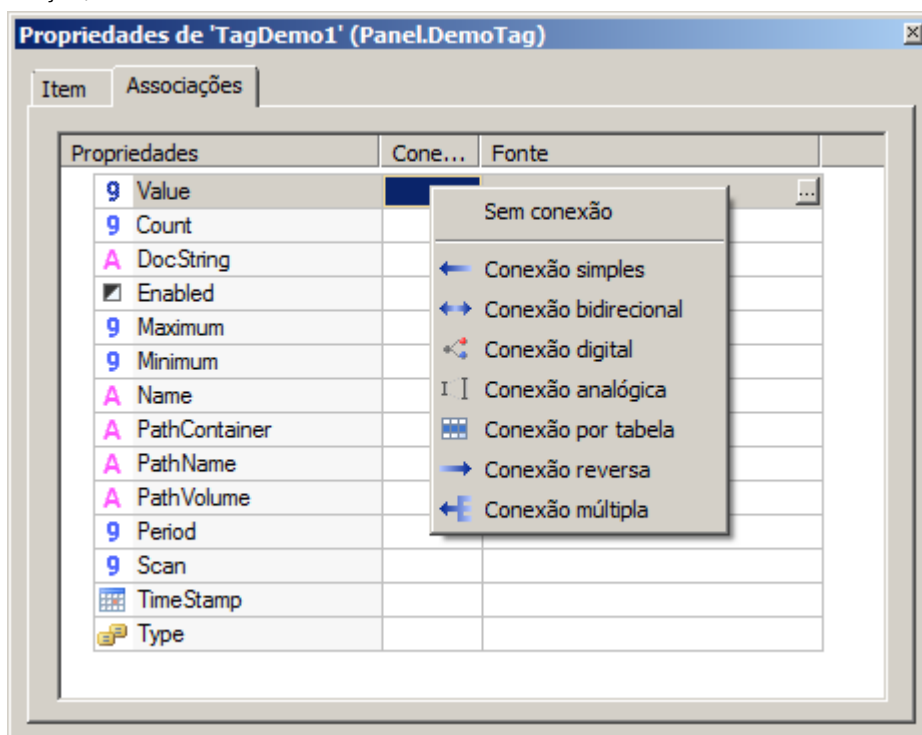 Propriedades de 'TagDemo1' (Panel.DemoTag)
Item Associações
Propriedades Cone... Fonte
Value ...
Count
DocString
Enabled
Maximum
Minimum
Name
PathContainer
PathName
PathVolume
Period
Scan
TimeStamp
Type
Sem conexão
Conexão simples
Conexão bidirecional
Conexão digital
Conexão analógica
Conexão por tabela
Conexão reversa
Conexão múltipla